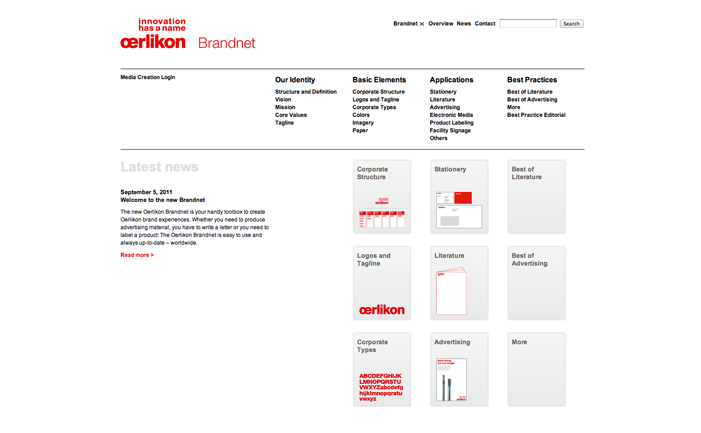 innovation
has a name
œrlikon Brandnet
Brandnet Overview News Contact Search
Media Creation Login
Our Identity
Structure and Definition
Vision
Mission
Core Values
Tagline
Basic Elements
Corporate Structure
Logos and Tagline
Corporate Types
Colors
Imagery
Paper
Applications
Stationery
Literature
Advertising
Electronic Media
Product Labeling
Facility Signage
Others
Best Practices
Best of Literature
Best of Advertising
More
Best Practice Editorial
Latest news
September 5, 2011
Welcome to the new Brandnet
The new Oerlikon Brandnet is your handy toolbox to create
Oerlikon brand experiences. Whether you need to produce
advertising material, you have to write a letter or you need to
label a product: The Oerlikon Brandnet is easy to use and
always up-to-date – worldwide.
Read more >
Corporate
Structure
Stationery
Best of
Literature
Logos and
Tagline
œrlikon
Literature
Best of
Advertising
Corporate
Types
ABCDEFGHIJK
LMNOPQRSTU
VWXYZabcdefg
hijklmnopqrstu
vwxyz
Advertising
More